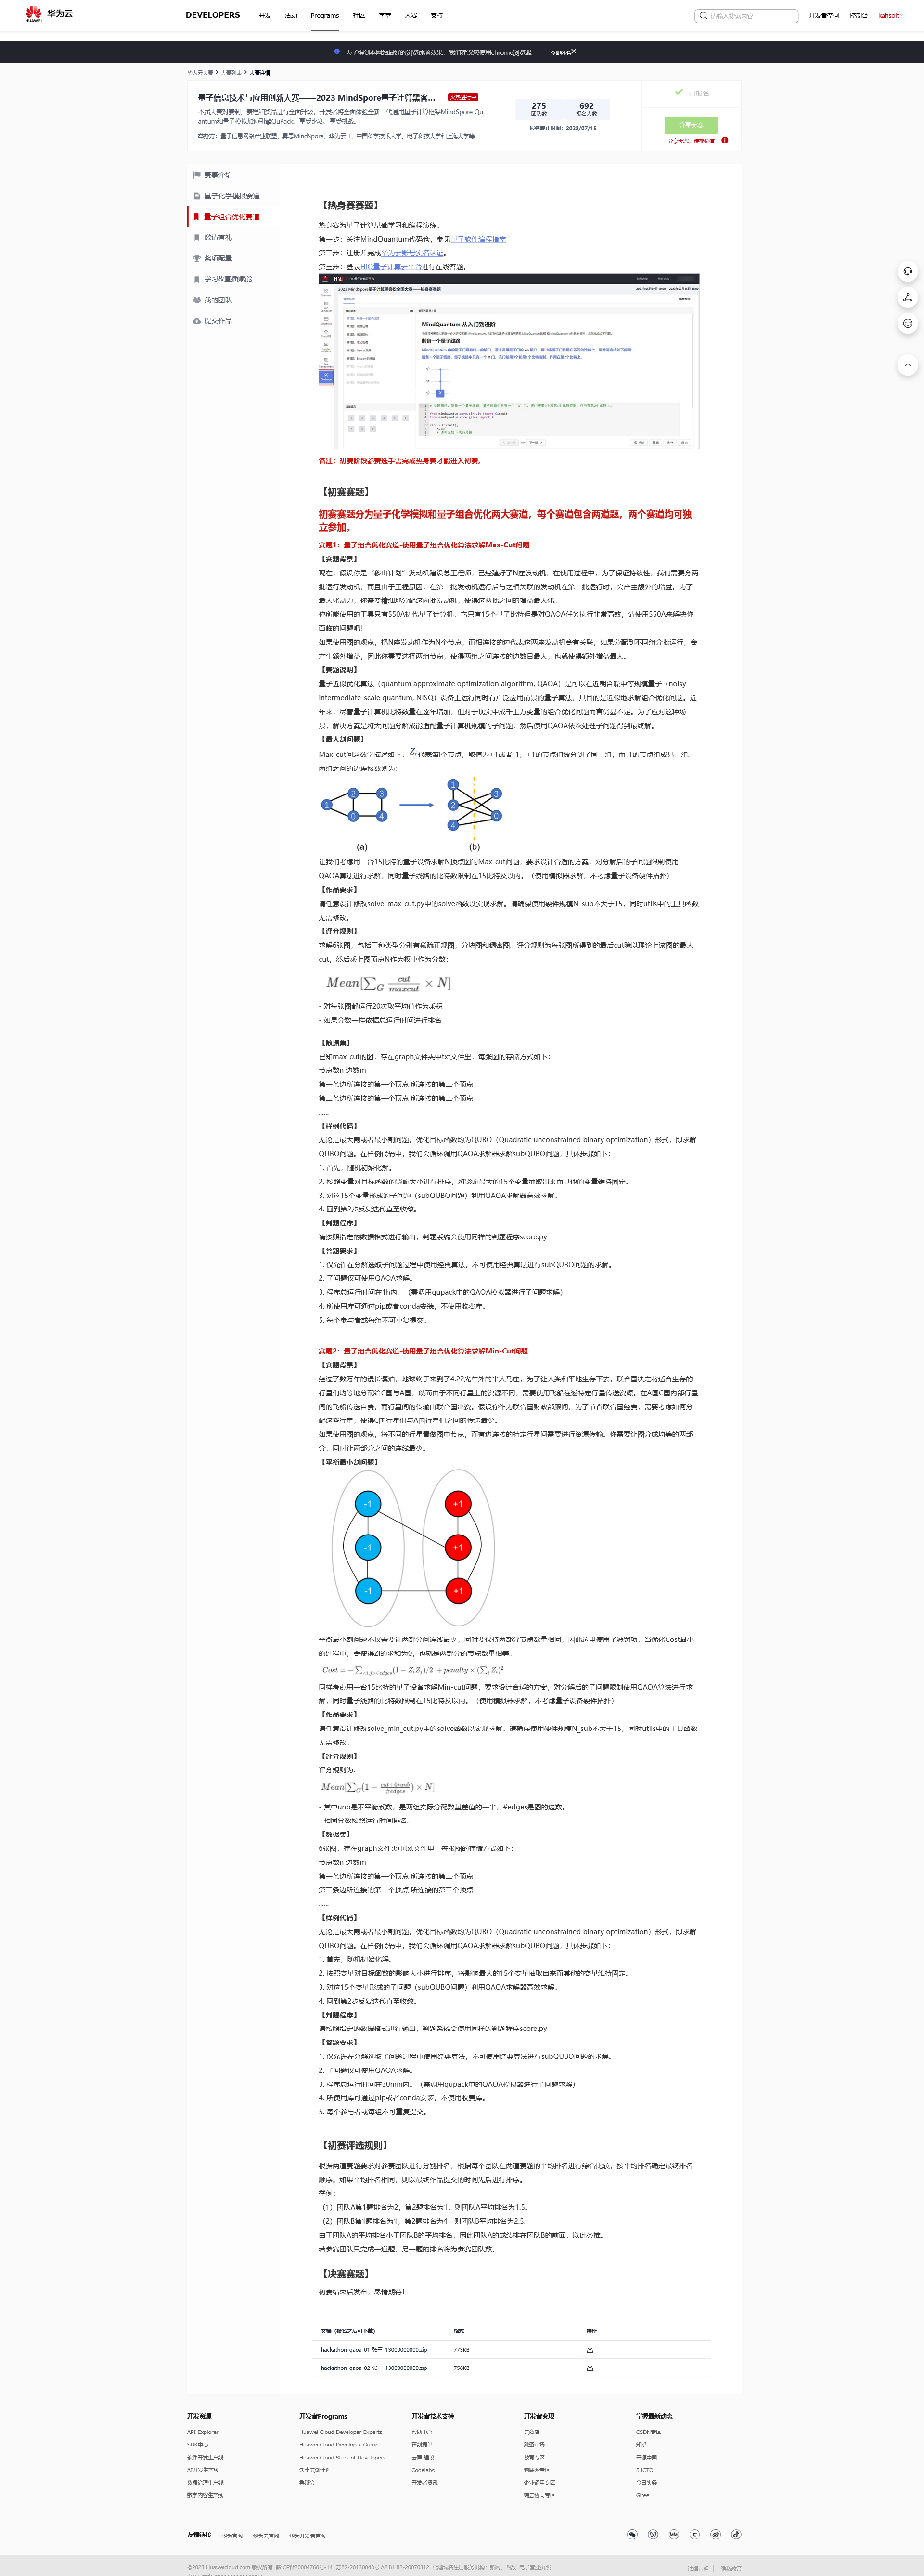 华为云
HUAWEI
DEVELOPERS
开发 活动 Programs 社区 学堂 大赛 支持
请输入搜索内容
开发者空间 控制台 kahsolt
为了得到本网站最好的浏览体验效果，我们建议您使用chrome浏览器。 立即体验
华为云大赛 > 大赛列表 > 大赛详情
量子信息技术与应用创新大赛——2023 MindSpore量子计算黑客... 火热进行中
本届大赛对赛制、赛程和奖品进行全面升级，开发者将全面体验全新一代通用量子计算框架MindSpore Qu
antum和量子模拟加速引擎QuPack，享受比赛，享受挑战。
举办方：量子信息网络产业联盟，昇思MindSpore，华为云EI，中国科学技术大学，电子科技大学和上海大学等
275 692
团队数 报名人数
报名截止时间：2023/07/15
已报名
分享大赛
分享大赛，传播价值
赛事介绍
量子化学模拟赛道
量子组合优化赛道
邀请有礼
奖项配置
学习&直播赋能
我的团队
提交作品
【热身赛赛题】
热身赛为量子计算基础学习和编程演练。
第一步：关注MindQuantum代码仓，参见量子软件编程指南
第二步：注册并完成华为云账号实名认证。
第三步：登录HiQ量子计算云平台进行在线答题。
2023 MindSpore量子计算黑客松全国大赛——热身赛赛题
MindQuantum 从入门到进阶
制备一个量子线路
备注：初赛阶段参赛选手需完成热身赛才能进入初赛。
【初赛赛题】
初赛赛题分为量子化学模拟和量子组合优化两大赛道，每个赛道包含两道题，两个赛道均可独
立参加。
赛题1：量子组合优化赛道-使用量子组合优化算法求解Max-Cut问题
【赛题背景】
现在，假设你是“移山计划”发动机建设总工程师，已经建好了N座发动机，在使用过程中，为了保证持续性，我们需要分两
批运行发动机，而且由于工程原因，在第一批发动机运行后与之相关联的发动机在第二批运行时，会产生额外的增益。为了
最大化动力，你需要精细地分配这两批发动机，使得这两批之间的增益最大化。
你所能使用的工具只有550A初代量子计算机，它只有15个量子比特但是对QAOA任务执行非常高效，请使用550A来解决你
面临的问题吧！
如果使用图的观点，把N座发动机作为N个节点，而相连接的边代表这两座发动机会有关联，如果分配到不同组分批运行，会
产生额外增益，因此你需要选择两组节点，使得两组之间连接的边数目最大，也就使得额外增益最大。
【赛题说明】
量子近似优化算法（quantum approximate optimization algorithm, QAOA）是可以在近期含噪中等规模量子（noisy
intermediate-scale quantum, NISQ）设备上运行同时有广泛应用前景的量子算法，其目的是近似地求解组合优化问题。近
年来，尽管量子计算机比特数量在逐年增加，但对于现实中成千上万变量的组合优化问题而言仍显不足。为了应对这种场
景，解决方案是将大问题分解成能适配量子计算机规模的子问题，然后使用QAOA依次处理子问题得到最终解。
【最大割问题】
Max-cut问题数学描述如下，Zi代表第i个节点，取值为+1或者-1，+1的节点们被分到了同一组，而-1的节点组成另一组。
两组之间的边连接数则为：
1 2 3 0 4 1 2 3 4 0
(a) (b)
让我们考虑用一台15比特的量子设备求解N顶点图的Max-cut问题，要求设计合适的方案，对分解后的子问题限制使用
QAOA算法进行求解，同时量子线路的比特数限制在15比特及以内。（使用模拟器求解，不考虑量子设备硬件拓扑）
【作品要求】
请任意设计修改solve_max_cut.py中的solve函数以实现求解。请确保使用硬件规模N_sub不大于15，同时utils中的工具函数
无需修改。
【评分规则】
求解6张图，包括三种类型分别有稀疏正规图，分块图和稠密图。评分规则为每张图所得到的最后cut除以理论上该图的最大
cut，然后乘上图顶点N作为权重作为分数：
Mean[∑G cut/maxcut × N]
- 对每张图都运行20次取平均值作为乘积
- 如果分数一样依据总运行时间进行排名
【数据集】
已知max-cut的图，存在graph文件夹中txt文件里，每张图的存储方式如下：
节点数n 边数m
第一条边所连接的第一个顶点 所连接的第二个顶点
第二条边所连接的第一个顶点 所连接的第二个顶点
......
【样例代码】
无论是最大割或者最小割问题，优化目标函数均为QUBO（Quadratic unconstrained binary optimization）形式，即求解
QUBO问题。在样例代码中，我们会循环调用QAOA求解器求解subQUBO问题，具体步骤如下：
1. 首先，随机初始化解。
2. 按照变量对目标函数的影响大小进行排序，将影响最大的15个变量抽取出来而其他的变量维持固定。
3. 对这15个变量形成的子问题（subQUBO问题）利用QAOA求解器高效求解。
4. 回到第2步反复迭代直至收敛。
【判题程序】
请按照指定的数据格式进行输出，判题系统会使用同样的判题程序score.py
【答题要求】
1. 仅允许在分解选取子问题过程中使用经典算法，不可使用经典算法进行subQUBO问题的求解。
2. 子问题仅可使用QAOA求解。
3. 程序总运行时间在1h内。（需调用qupack中的QAOA模拟器进行子问题求解）
4. 所使用库可通过pip或者conda安装，不使用收费库。
5. 每个参与者或每组不可重复提交。
赛题2：量子组合优化赛道-使用量子组合优化算法求解Min-Cut问题
【赛题背景】
经过了数万年的漫长漂泊，地球终于来到了4.22光年外的半人马座，为了让人类和平地生存下去，联合国决定将适合生存的
行星们均等地分配给C国与A国，然而由于不同行星上的资源不同，需要使用飞船往返特定行星传送资源。在A国C国内部行星
间的飞船传送自费，而行星间的传输由联合国出资。假设你作为联合国财政部顾问，为了节省联合国经费，需要考虑如何分
配这些行星，使得C国行星们与A国行星们之间的传送最少。
如果使用图的观点，将不同的行星看做图中节点，而有边连接的特定行星间需要进行资源传输。你需要让图分成均等的两部
分，同时让两部分之间的连线最少。
【平衡最小割问题】
-1 +1
-1 +1
-1 +1
平衡最小割问题不仅需要让两部分间连线最少，同时要保持两部分节点数量相同，因此这里使用了惩罚项，当优化Cost最小
的过程中，会使得Zi的求和为0，也就是两部分的节点数量相等。
Cost = −∑<i,j>∈edges(1 − ZiZj)/2 + penalty × (∑i Zi)²
同样考虑用一台15比特的量子设备求解Min-cut问题，要求设计合适的方案，对分解后的子问题限制使用QAOA算法进行求
解，同时量子线路的比特数限制在15比特及以内。（使用模拟器求解，不考虑量子设备硬件拓扑）
【作品要求】
请任意设计修改solve_min_cut.py中的solve函数以实现求解。请确保使用硬件规模N_sub不大于15，同时utils中的工具函数
无需修改。
【评分规则】
评分规则为:
Mean[∑G(1 − cut+4*unb/#edges) × N]
- 其中unb是不平衡系数，是两组实际分配数量差值的一半，#edges是图的边数。
- 相同分数按照运行时间排名。
【数据集】
6张图，存在graph文件夹中txt文件里，每张图的存储方式如下：
节点数n 边数m
第一条边所连接的第一个顶点 所连接的第二个顶点
第二条边所连接的第一个顶点 所连接的第二个顶点
......
【样例代码】
无论是最大割或者最小割问题，优化目标函数均为QUBO（Quadratic unconstrained binary optimization）形式，即求解
QUBO问题。在样例代码中，我们会循环调用QAOA求解器求解subQUBO问题，具体步骤如下：
1. 首先，随机初始化解。
2. 按照变量对目标函数的影响大小进行排序，将影响最大的15个变量抽取出来而其他的变量维持固定。
3. 对这15个变量形成的子问题（subQUBO问题）利用QAOA求解器高效求解。
4. 回到第2步反复迭代直至收敛。
【判题程序】
请按照指定的数据格式进行输出，判题系统会使用同样的判题程序score.py
【答题要求】
1. 仅允许在分解选取子问题过程中使用经典算法，不可使用经典算法进行subQUBO问题的求解。
2. 子问题仅可使用QAOA求解。
3. 程序总运行时间在30min内。（需调用qupack中的QAOA模拟器进行子问题求解）
4. 所使用库可通过pip或者conda安装，不使用收费库。
5. 每个参与者或每组不可重复提交。
【初赛评选规则】
根据两道赛题要求对参赛团队进行分别排名，根据每个团队在两道赛题的平均排名进行综合比较，按平均排名确定最终排名
顺序。如果平均排名相同，则以最终作品提交的时间先后进行排序。
举例：
（1）团队A第1题排名为2，第2题排名为1，则团队A平均排名为1.5。
（2）团队B第1题排名为1，第2题排名为4，则团队B平均排名为2.5。
由于团队A的平均排名小于团队B的平均排名，因此团队A的成绩排在团队B的前面，以此类推。
若参赛团队只完成一道题，另一题的排名将为参赛团队数。
【决赛赛题】
初赛结束后发布，尽情期待！
文档（报名之后可下载） 格式 操作
hackathon_qaoa_01_张三_13000000000.zip 773KB
hackathon_qaoa_02_张三_13000000000.zip 758KB
开发资源 开发者Programs 开发者技术支持 开发者变现 掌握最新动态
API Explorer Huawei Cloud Developer Experts 帮助中心 云商店 CSDN专区
SDK中心 Huawei Cloud Developer Group 在线提单 耀量市场 知乎
软件开发生产线 Huawei Cloud Student Developers 云声·建议 教育专区 开源中国
AI开发生产线 沃土云创计划 Codelabs 物联网专区 51CTO
数据治理生产线 鲁班会 开发者资讯 企业通用专区 今日头条
数字内容生产线 端云协同专区 Gitee
友情链接 华为官网 华为云官网 华为开发者官网
©2023 Huaweicloud.com 版权所有 黔ICP备20004760号-14 苏B2-20130048号 A2.B1.B2-20070312 代理域名注册服务机构：新网、西数 电子营业执照
法律声明 | 隐私政策